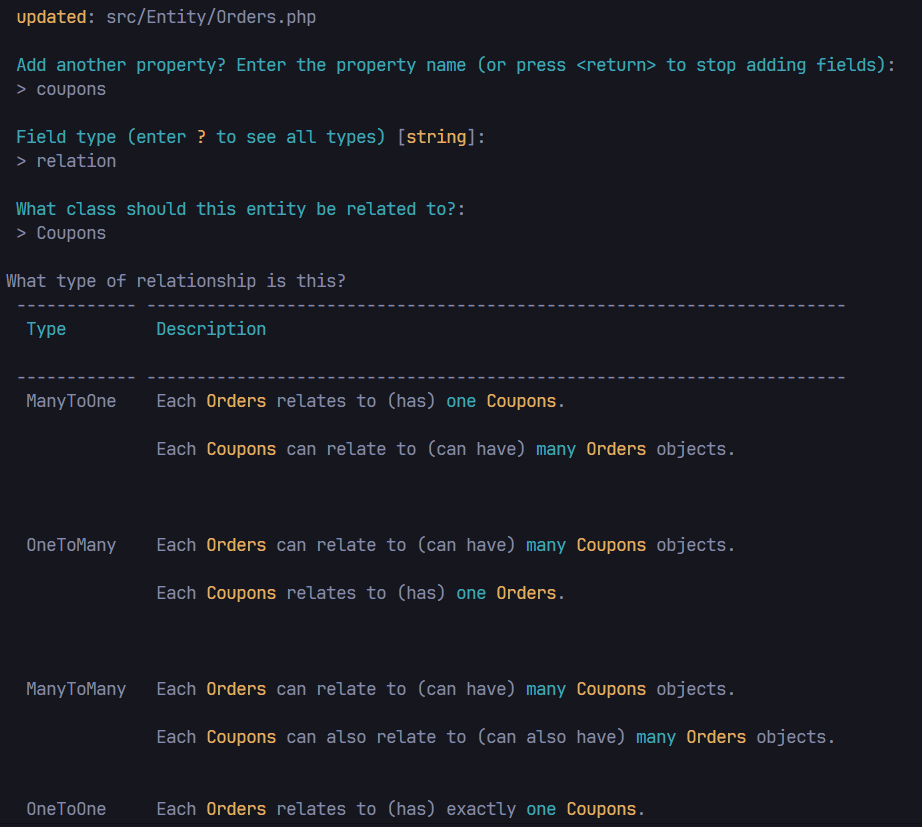 updated: src/Entity/Orders.php
Add another property? Enter the property name (or press <return> to stop adding fields):
> coupons
Field type (enter ? to see all types) [string]:
> relation
What class should this entity be related to?:
> Coupons
What type of relationship is this?
------------ ----------------------------------------------------------------------
Type Description
------------ ----------------------------------------------------------------------
ManyToOne Each Orders relates to (has) one Coupons.
Each Coupons can relate to (can have) many Orders objects.
OneToMany Each Orders can relate to (can have) many Coupons objects.
Each Coupons relates to (has) one Orders.
ManyToMany Each Orders can relate to (can have) many Coupons objects.
Each Coupons can also relate to (can also have) many Orders objects.
OneToOne Each Orders relates to (has) exactly one Coupons.